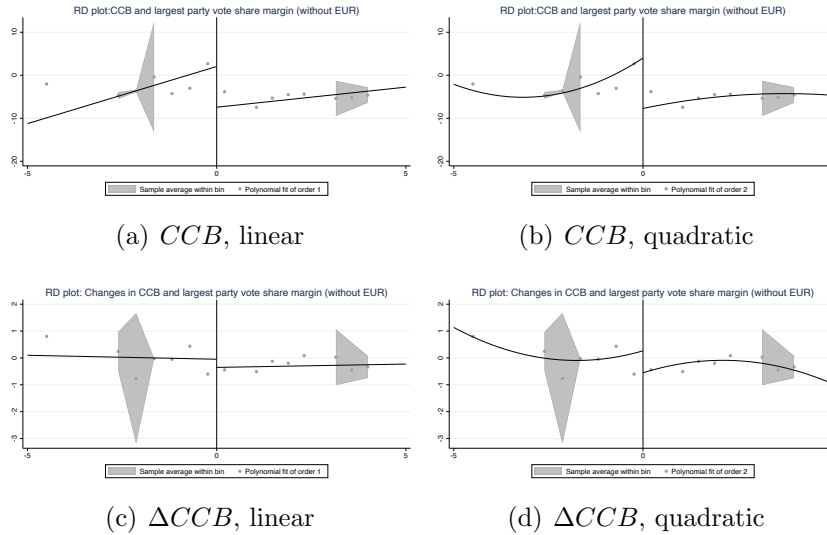 RD plot:CCB and largest party vote share margin (without EUR)
10
0
-10
-20
-5
0
5
Sample average within bin
Polynomial fit of order 1
(a) CCB, linear
RD plot:CCB and largest party vote share margin (without EUR)
10
0
-10
-20
-5
0
Sample average within bin
Polynomial fit of order 2
(b) CCB, quadratic
RD plot: Changes in CCB and largest party vote share margin (without EUR)
2
1
0
-1
-2
-3
-5
0
5
Sample average within bin
Polynomial fit of order 1
(c) ΔCCB, linear
RD plot: Changes in CCB and largest party vote share margin (without EUR)
2
1
0
-1
-2
-3
-5
0
Sample average within bin
Polynomial fit of order 2
(d) ΔCCB, quadratic